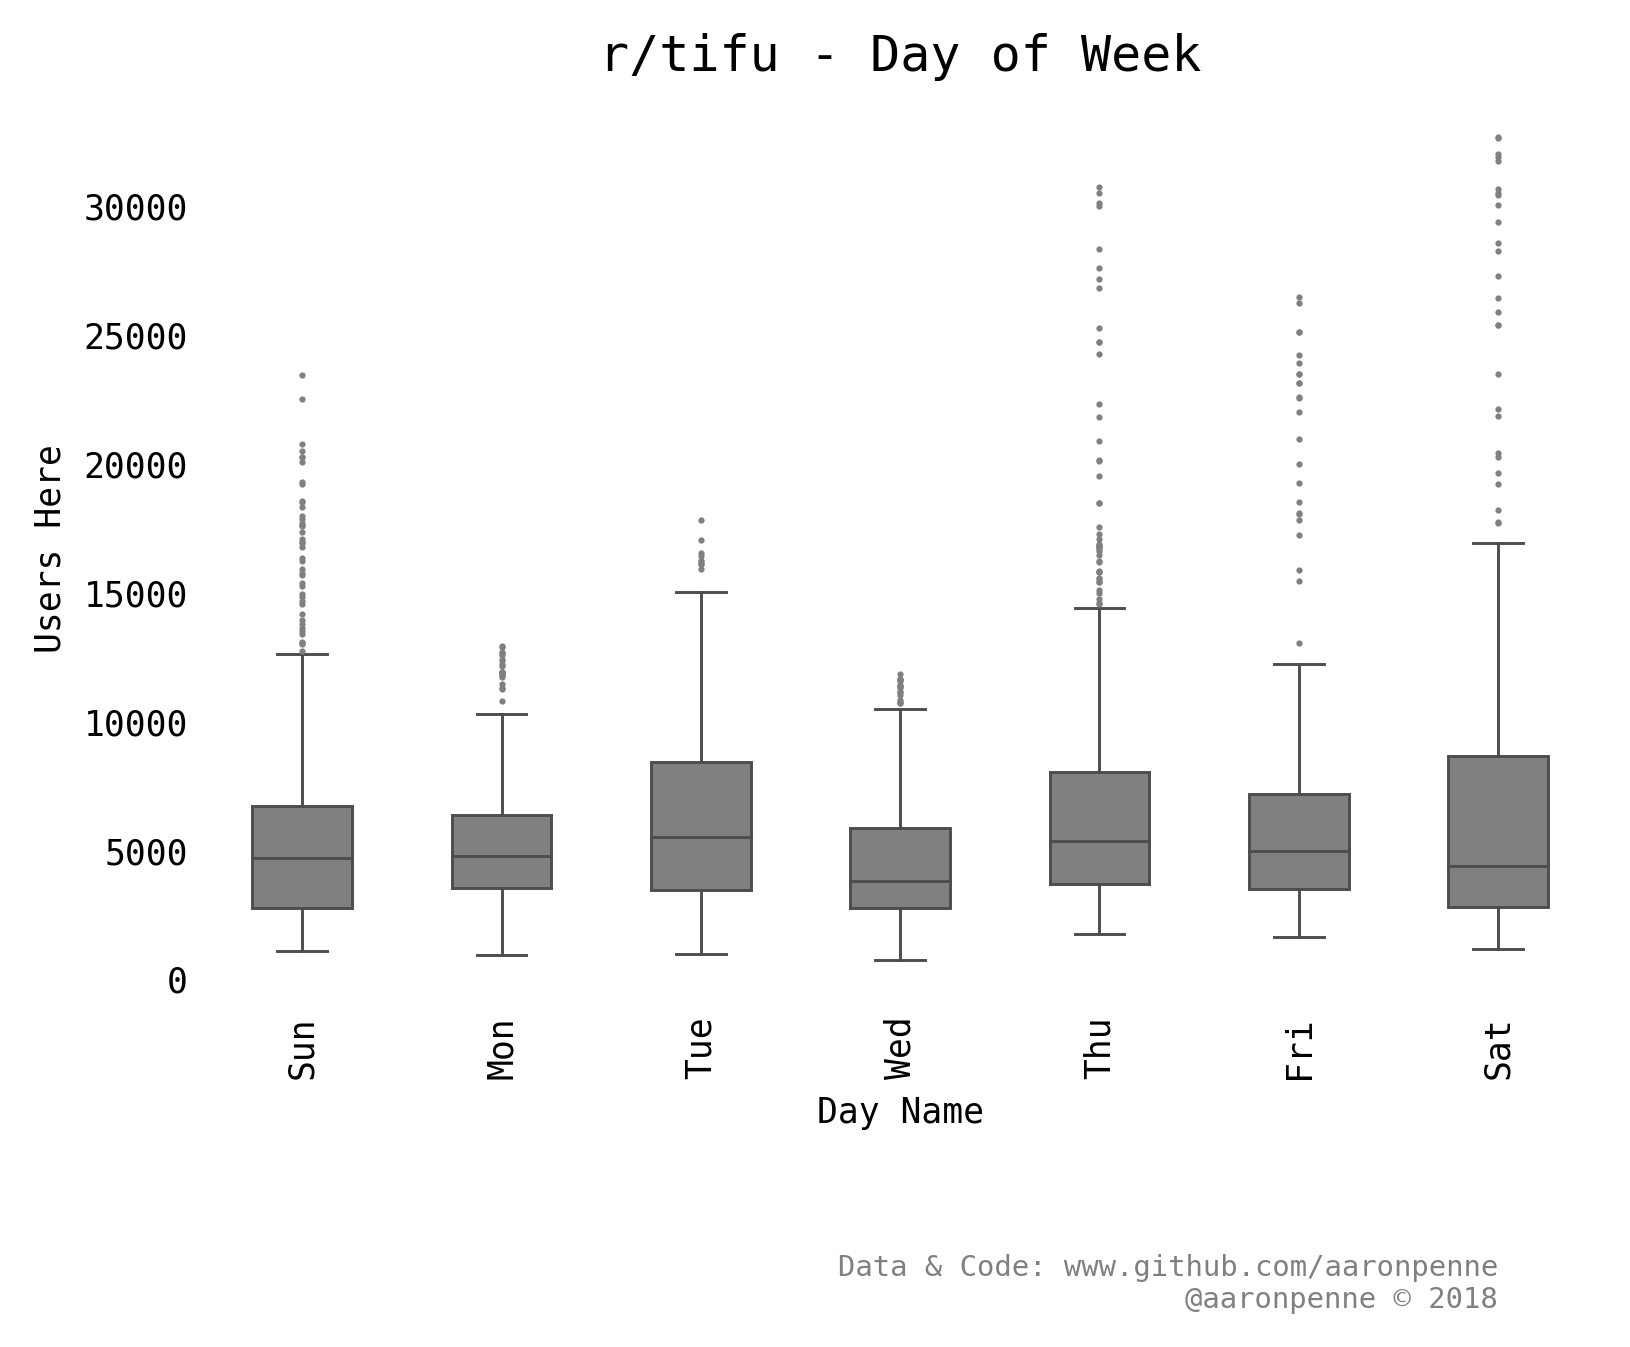 r/tifu - Day of Week
Users Here
30000
25000
20000
15000
10000
5000
0
Sun
Mon
Tue
Wed
Thu
Fri
Sat
Day Name
Data & Code: www.github.com/aaronpenne
@aaronpenne © 2018